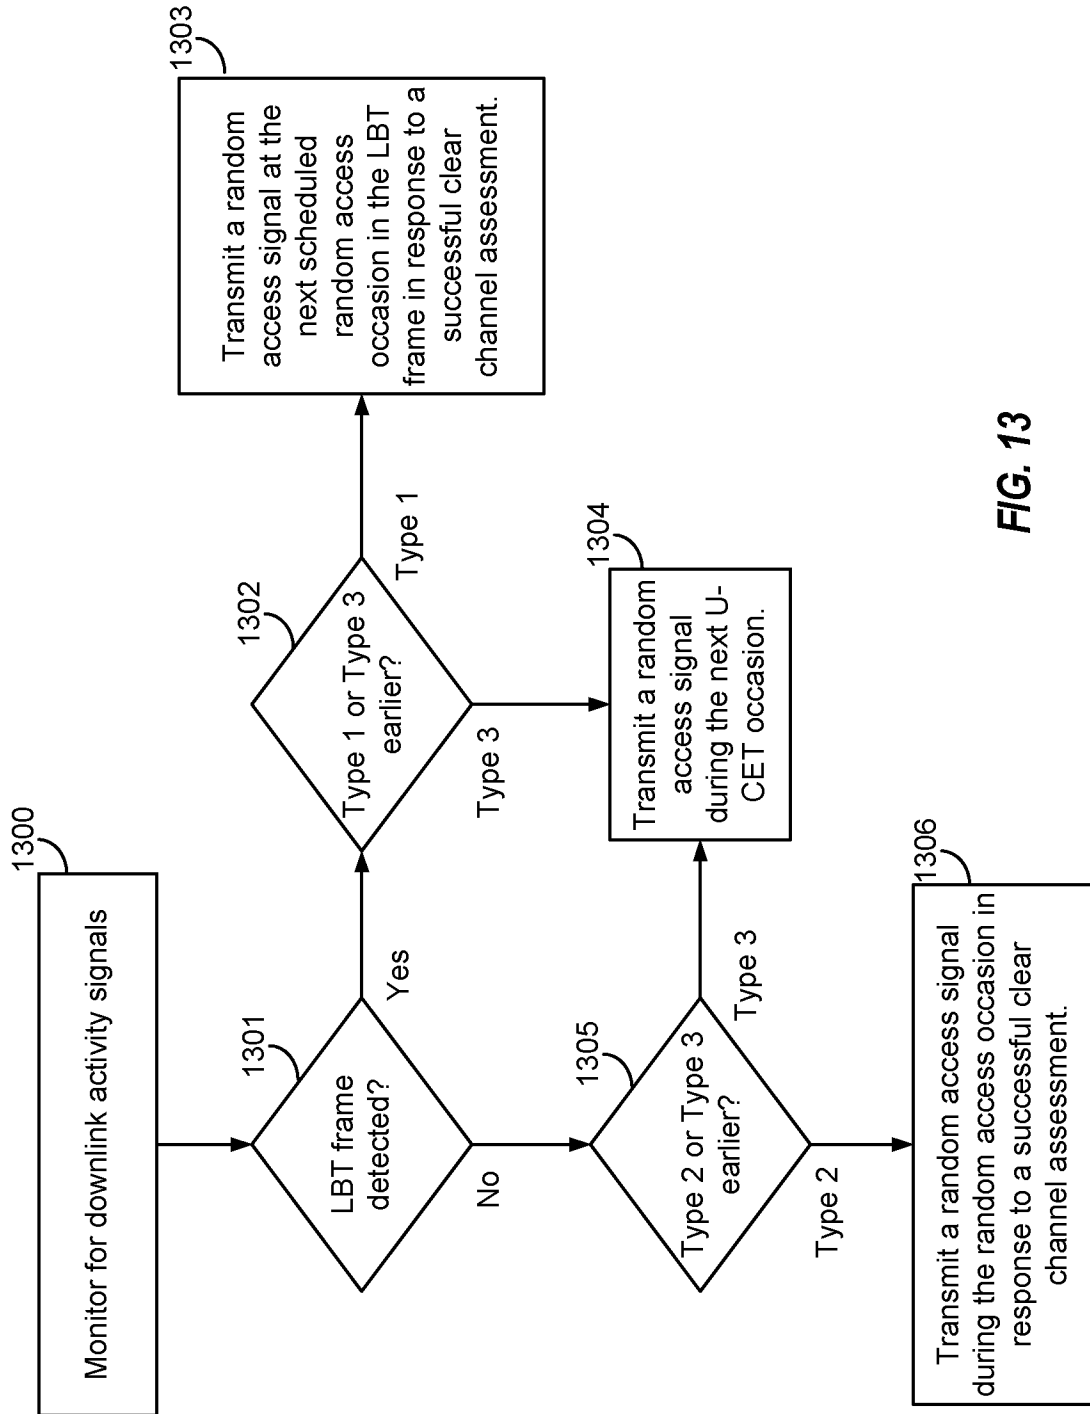 1300
Monitor for downlink activity signals
1301
LBT frame
detected?
Yes
No
1302
Type 1 or Type 3
earlier?
Type 1
Type 3
1303
Transmit a random
access signal at the
next scheduled
random access
occasion in the LBT
frame in response to a
successful clear
channel assessment.
1304
Transmit a random
access signal
during the next U-
CET occasion.
1305
Type 2 or Type 3
earlier?
Type 3
Type 2
1306
Transmit a random access signal
during the random access occasion in
response to a successful clear
channel assessment.
FIG. 13